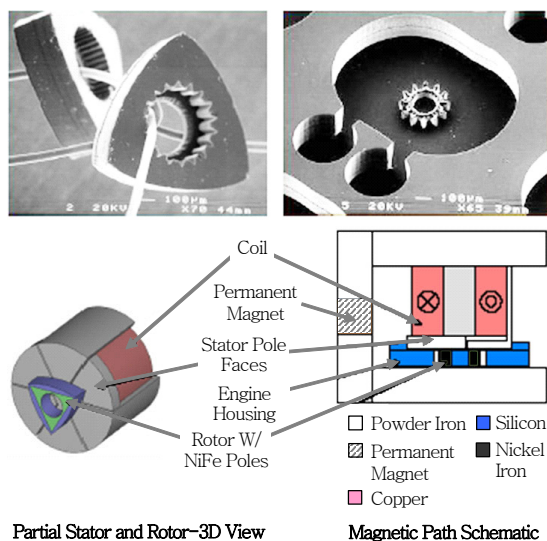 2 20KV 100µm X70 44mm
5 20KV 100µm X65 39mm
Coil
Permanent
Magnet
Stator Pole
Faces
Engine
Housing
Rotor W/
NiFe Poles
Powder Iron
Silicon
Permanent
Magnet
Nickel
Iron
Copper
Partial Stator and Rotor-3D View
Magnetic Path Schematic